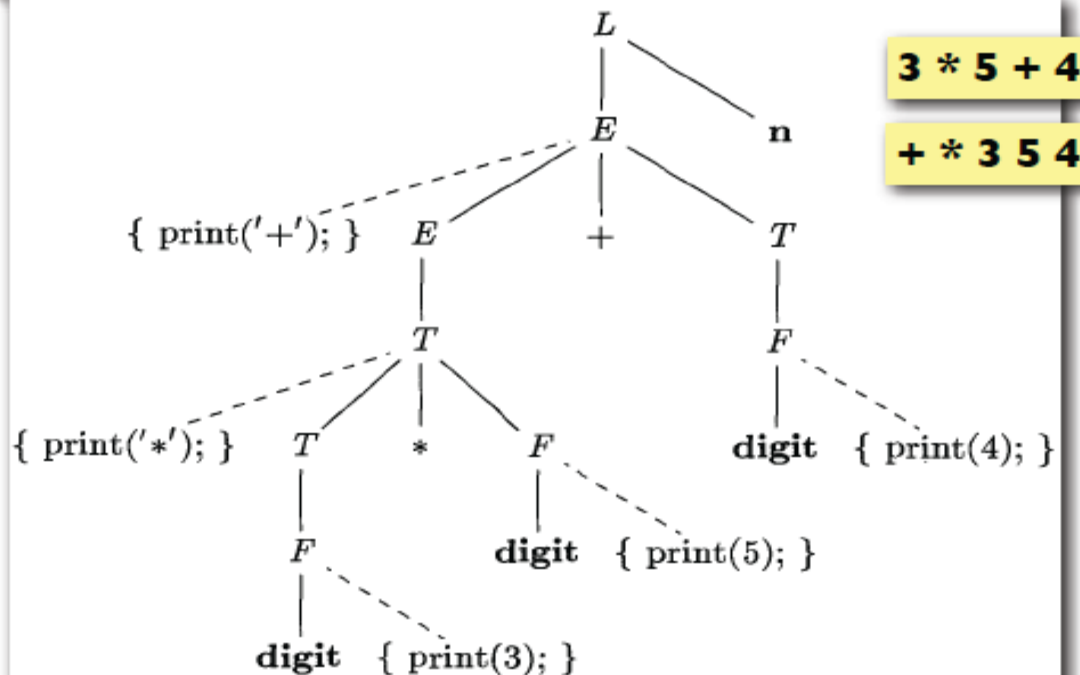 L
3 * 5 + 4
E n
+ * 3 5 4
{ print('+'); } E + T
T F
{ print('*'); } T * F digit { print(4); }
F digit { print(5); }
digit { print(3); }